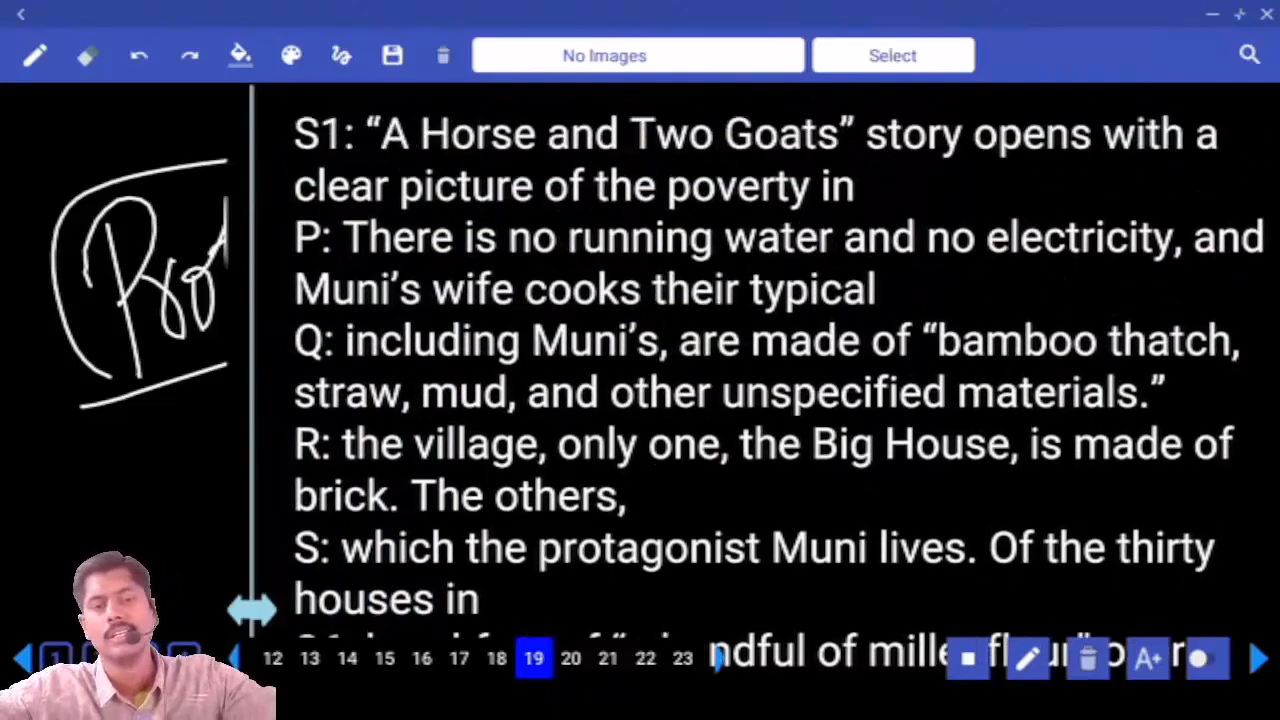 No Images
Select
S1: “A Horse and Two Goats” story opens with a
clear picture of the poverty in
P: There is no running water and no electricity, and
Muni’s wife cooks their typical
Q: including Muni’s, are made of “bamboo thatch,
straw, mud, and other unspecified materials.”
R: the village, only one, the Big House, is made of
brick. The others,
S: which the protagonist Muni lives. Of the thirty
houses in
12 13 14 15 16 17 18 19 20 21 22 23
of
A+